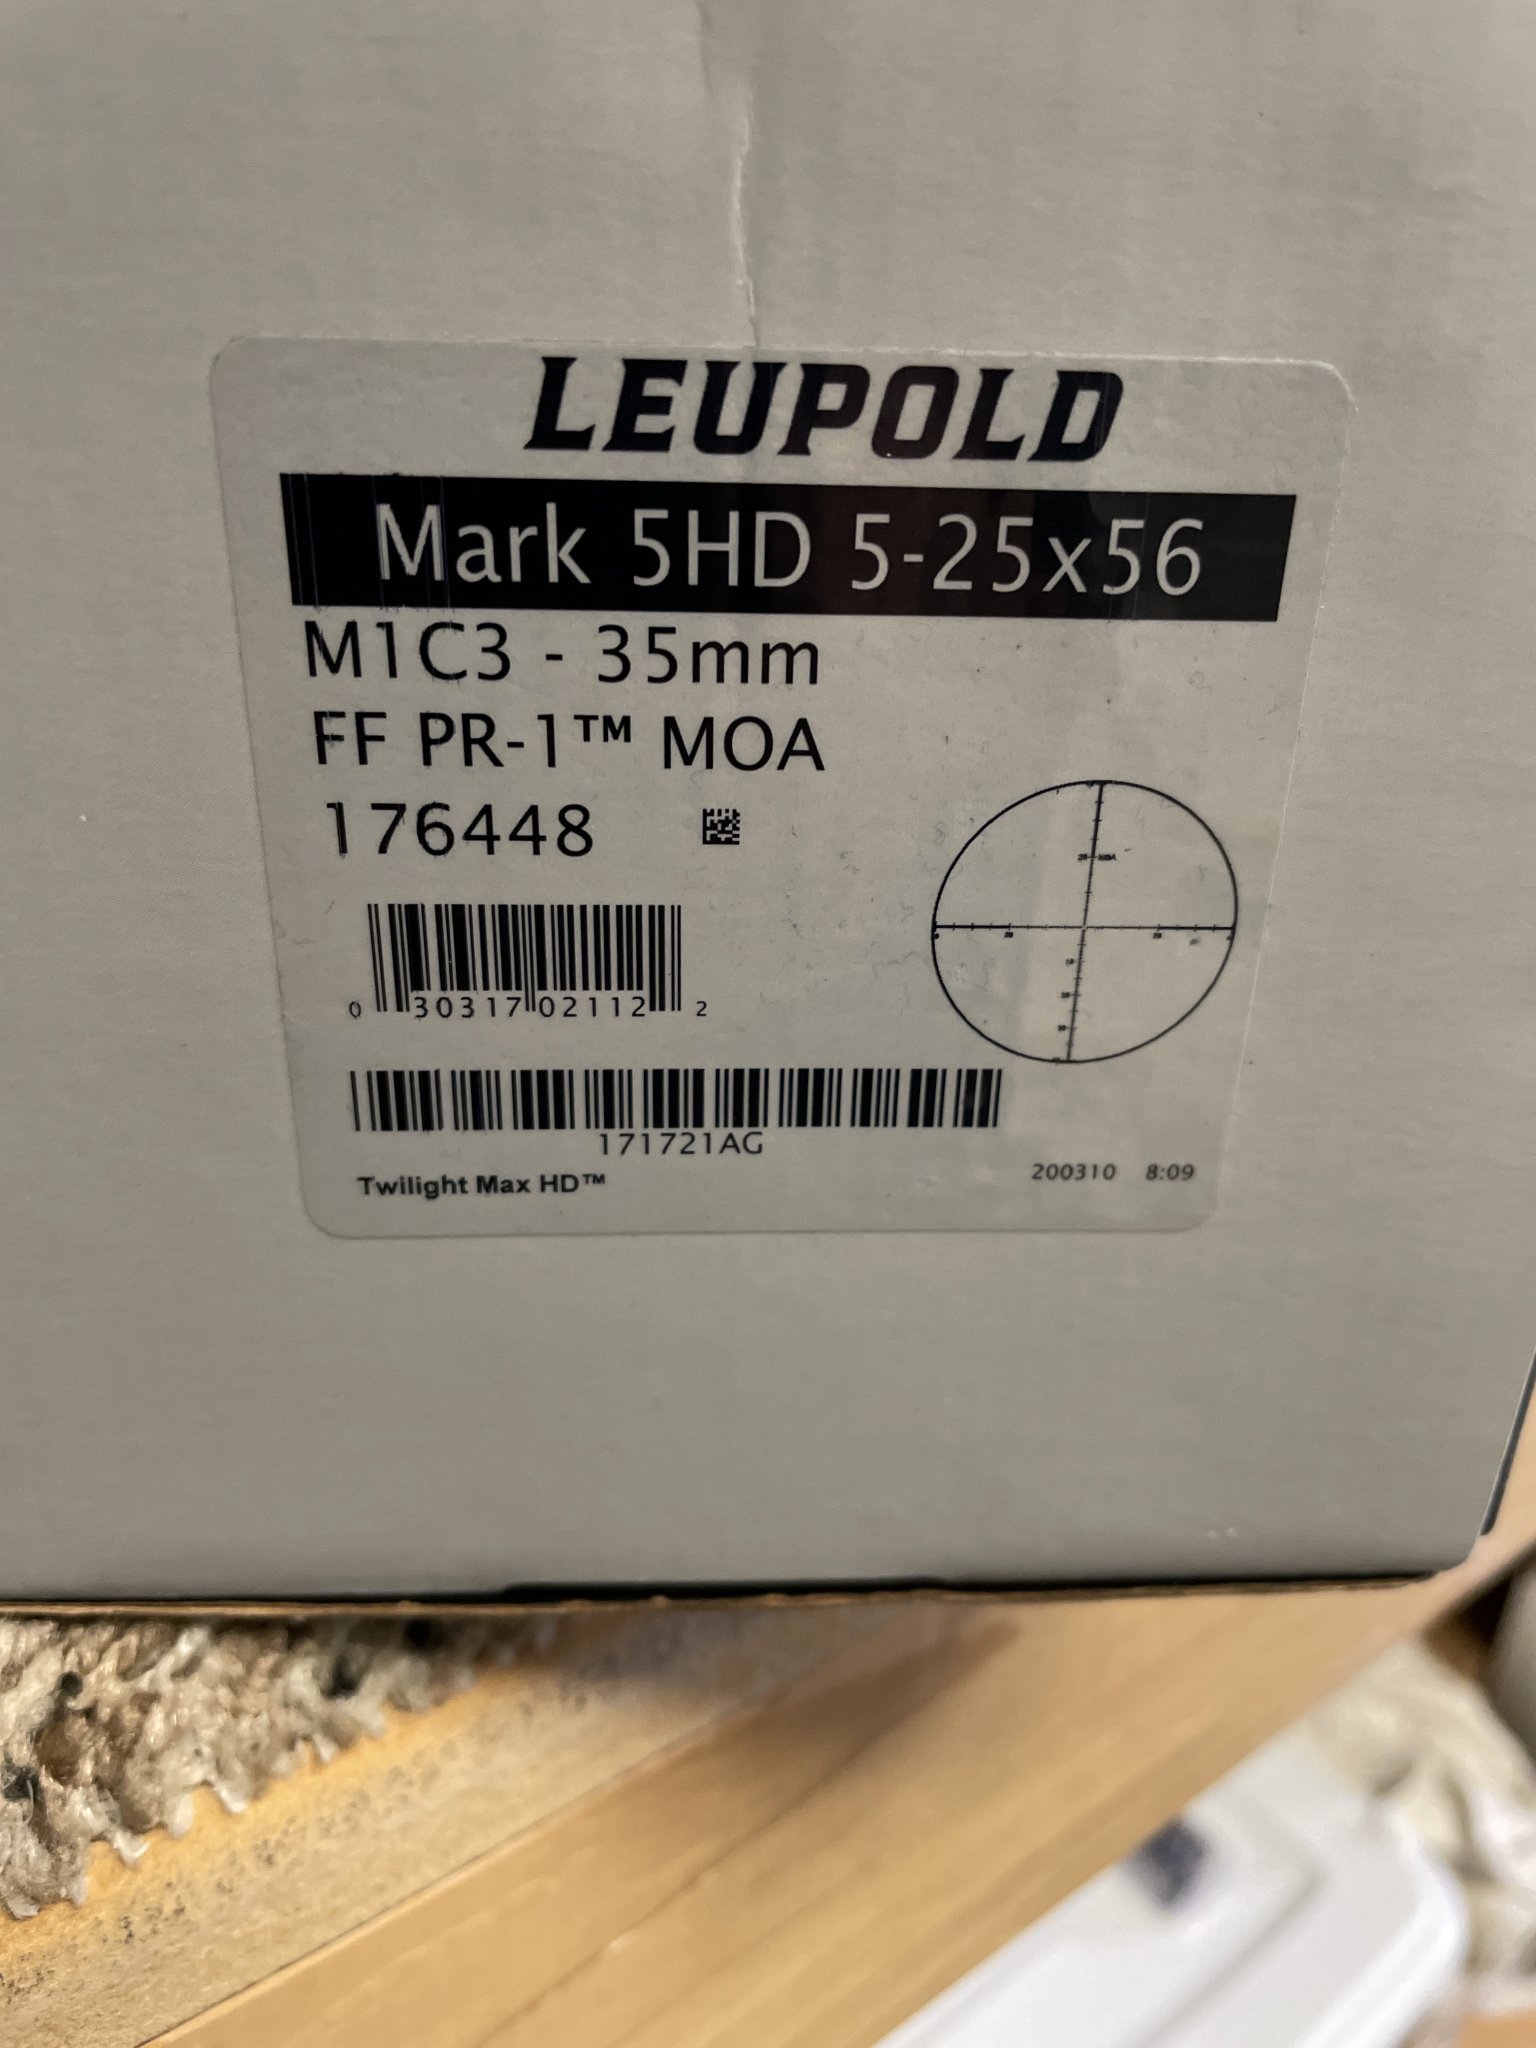 LEUPOLD
Mark 5HD 5-25x56
M1C3 - 35mm
FF PR-1™ MOA
176448
0 30317 02112 2
171721AG
Twilight Max HD™
200310 8:09